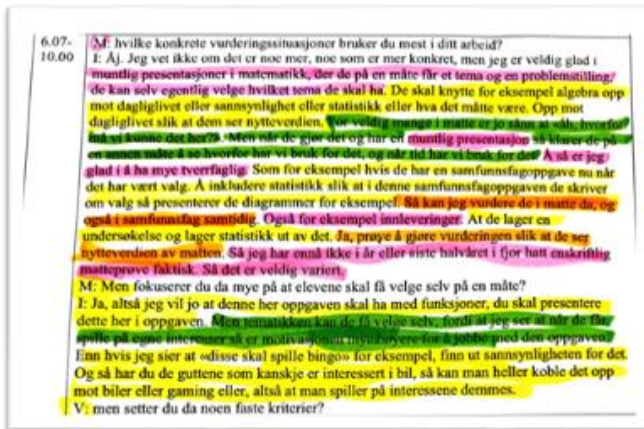 6.07-
10.00
M: hvilke konkrete vurderingssituasjoner bruker du mest i ditt arbeid?
I: Åj. Jeg vet ikke om det er noe mer, noe som er mer konkret, men jeg er veldig glad i
muntlig presentasjoner i matematikk, der de på en måte får et tema og en problemstilling,
de kan selv egentlig velge hvilket tema de skal ha. De skal knytte for eksempel algebra opp
mot dagliglivet eller sannsynlighet eller statistikk eller hva det måtte være. Opp mot
dagliglivet slik at dem ser nytteverdien. For veldig mange i matte er jo sånn at «åh, hvorfor
må vi kunne det her?». Men når de gjør det og har en muntlig presentasjon så klarer de på
en annen måte å se hvorfor har vi bruk for det, og når tid har vi bruk for det. Å så er jeg
glad i å ha mye tverrfaglig. Som for eksempel hvis de har en samfunnsfagoppgave nu når
det har vært valg. Å inkludere statistikk slik at i denne samfunnsfagoppgaven de skriver
om valg så presenterer de diagrammer for eksempel. Så kan jeg vurdere de i matte da, og
også i samfunnsfag samtidig. Også for eksempel innleveringer. At de lager en
undersøkelse og lager statistikk ut av det. Ja, prøve å gjøre vurderingen slik at de ser
nytteverdien av matten. Så jeg har ennå ikke i år eller siste halvåret i fjor hatt en skriftlig
matteprøve faktisk. Så det er veldig variert.
M: Men fokuserer du da mye på at elevene skal få velge selv på en måte?
I: Ja, altså jeg vil jo at denne her oppgaven skal ha med funksjoner, du skal presentere
dette her i oppgaven. Men tematikken kan de få velge selv, fordi at jeg ser at når de får
spille på egne interesser så er motivasjonen mye høyere for å jobbe med den oppgaven.
Enn hvis jeg sier at «disse skal spille bingo» for eksempel, finn ut sannsynligheten for det.
Og så har du de guttene som kanskje er interessert i bil, så kan man heller koble det opp
mot biler eller gaming eller, altså at man spiller på interessene demmes.
V: men setter du da noen faste kriterier?